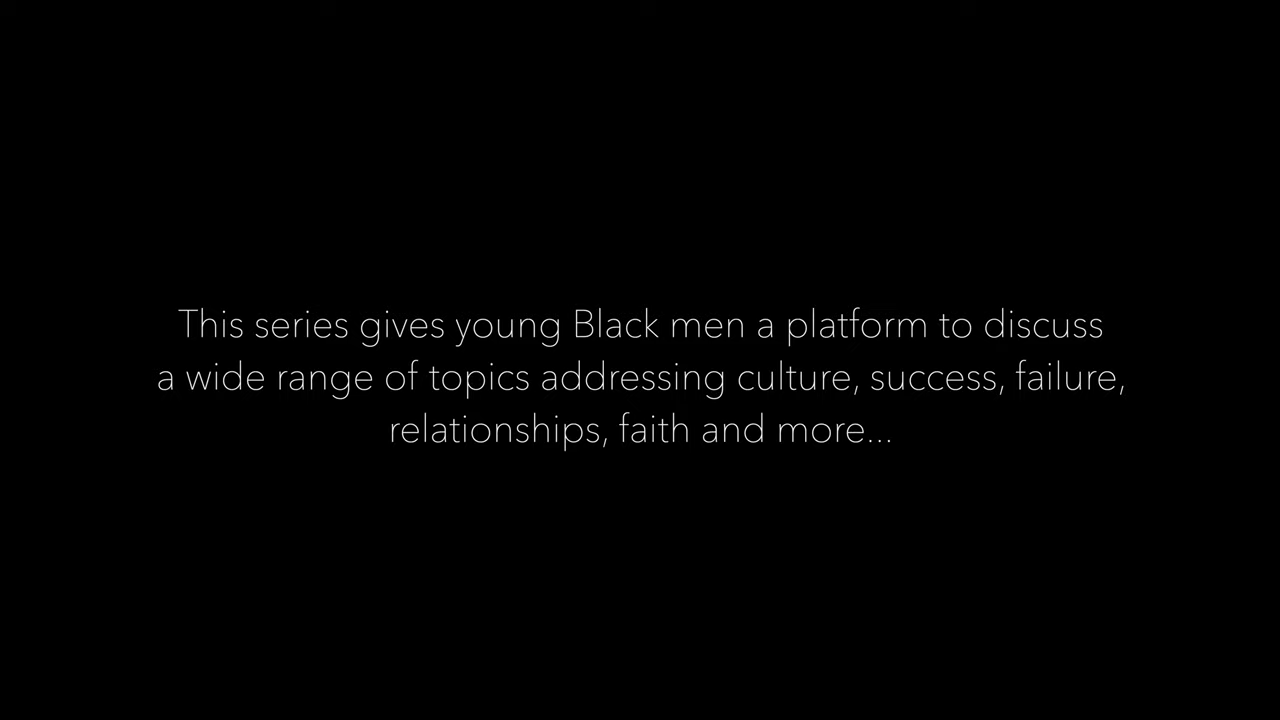 This series gives young Black men a platform to discuss
a wide range of topics addressing culture, success, failure,
relationships, faith and more...